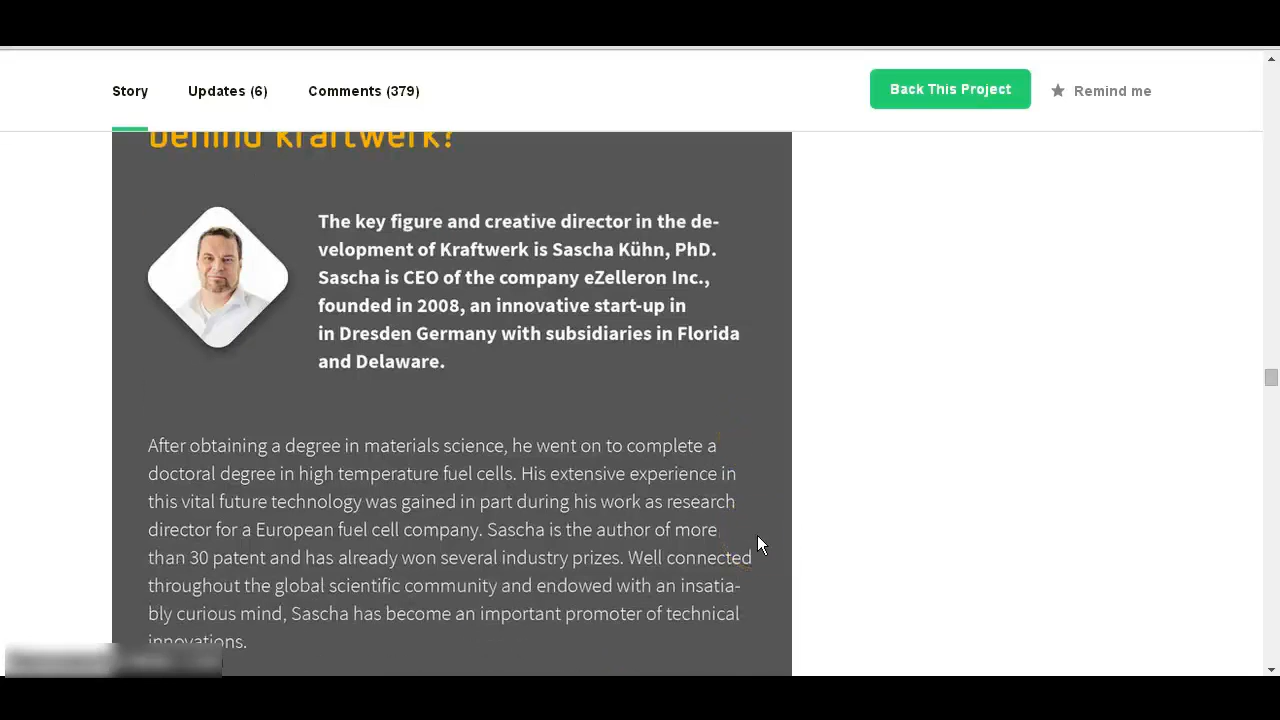 Story Updates (6) Comments (379) Back This Project Remind me
behind kraftwerk?
The key figure and creative director in the de-
velopment of Kraftwerk is Sascha Kühn, PhD.
Sascha is CEO of the company eZelleron Inc.,
founded in 2008, an innovative start-up in
in Dresden Germany with subsidiaries in Florida
and Delaware.
After obtaining a degree in materials science, he went on to complete a
doctoral degree in high temperature fuel cells. His extensive experience in
this vital future technology was gained in part during his work as research
director for a European fuel cell company. Sascha is the author of more
than 30 patent and has already won several industry prizes. Well connected
throughout the global scientific community and endowed with an insatia-
bly curious mind, Sascha has become an important promoter of technical
innovations.